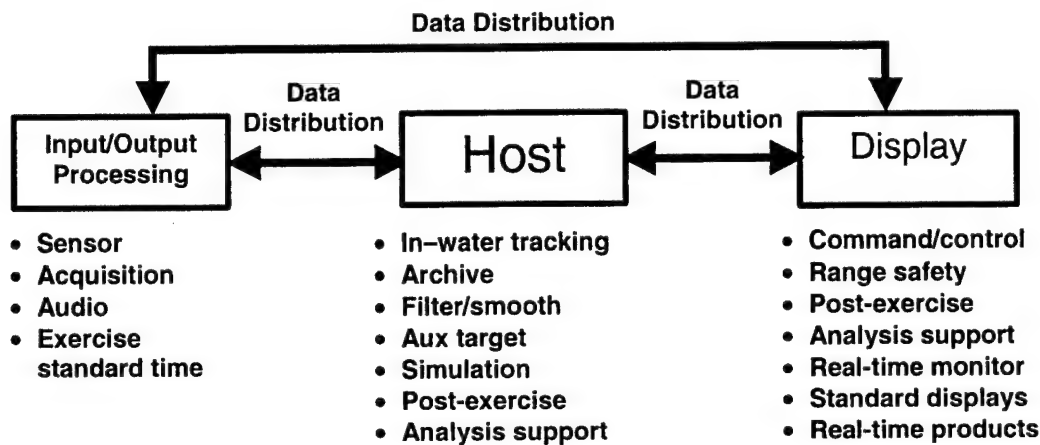 Data Distribution
Data
Distribution
Data
Distribution
Input/Output
Processing
Host
Display
• Sensor
• Acquisition
• Audio
• Exercise
standard time
• In–water tracking
• Archive
• Filter/smooth
• Aux target
• Simulation
• Post-exercise
• Analysis support
• Command/control
• Range safety
• Post-exercise
• Analysis support
• Real-time monitor
• Standard displays
• Real-time products